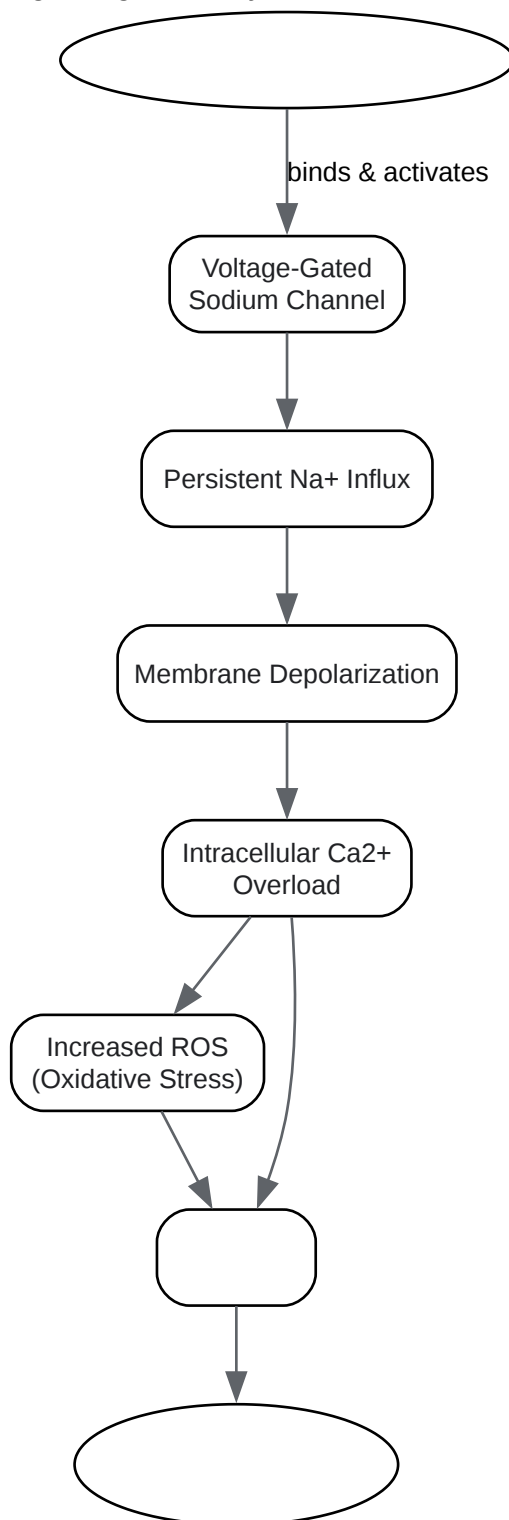 binds & activates
Voltage-Gated
Sodium Channel
Persistent Na+ Influx
Membrane Depolarization
Intracellular Ca2+
Overload
Increased ROS
(Oxidative Stress)